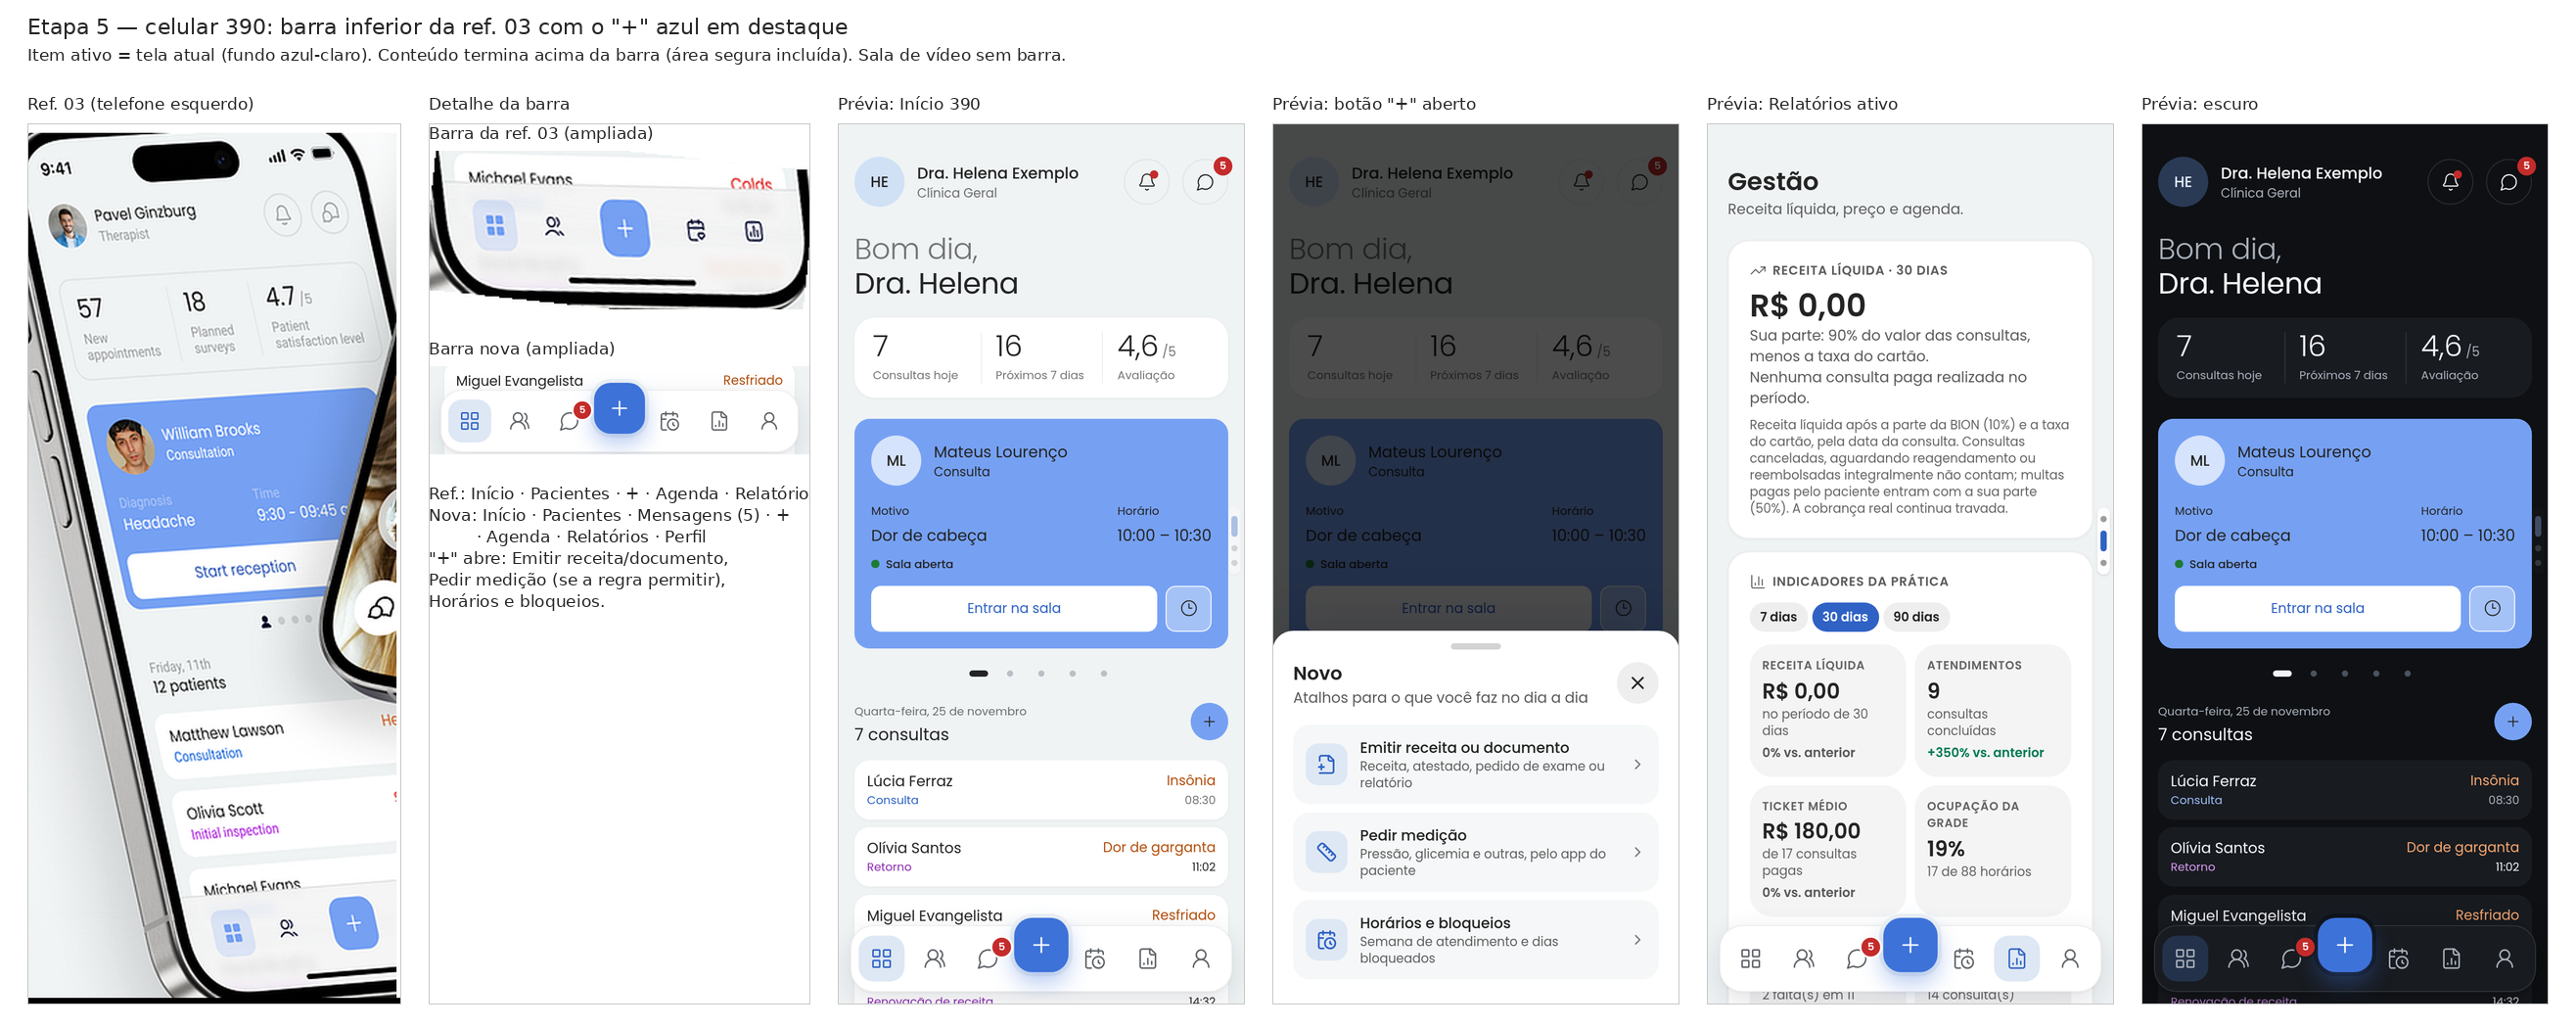 Etapa 5 — celular 390: barra inferior da ref. 03 com o "+" azul em destaque
Item ativo = tela atual (fundo azul-claro). Conteúdo termina acima da barra (área segura incluída). Sala de vídeo sem barra.
Ref. 03 (telefone esquerdo)
9:41
Pavel Ginzburg
Therapist
57
New appointments
18
Planned surveys
4.7 /5
Patient satisfaction level
William Brooks
Consultation
Diagnosis
Headache
Time
9:30 - 09:45
Start reception
Friday, 11th
12 patients
Matthew Lawson
He
Consultation
Olivia Scott
Initial inspection
Michael Evans
Detalhe da barra
Barra da ref. 03 (ampliada)
Michael Evans
Colds
Barra nova (ampliada)
Miguel Evangelista
Resfriado
5
+
Ref.: Início · Pacientes · + · Agenda · Relatório
Nova: Início · Pacientes · Mensagens (5) · +
· Agenda · Relatórios · Perfil
"+" abre: Emitir receita/documento,
Pedir medição (se a regra permitir),
Horários e bloqueios.
Prévia: Início 390
HE
Dra. Helena Exemplo
Clínica Geral
5
Bom dia,
Dra. Helena
7
Consultas hoje
16
Próximos 7 dias
4,6 /5
Avaliação
ML
Mateus Lourenço
Consulta
Motivo
Dor de cabeça
Horário
10:00 – 10:30
Sala aberta
Entrar na sala
Quarta-feira, 25 de novembro
7 consultas
+
Lúcia Ferraz
Insônia
Consulta
08:30
Olívia Santos
Dor de garganta
Retorno
11:02
Miguel Evangelista
Resfriado
5
+
Renovação de receita
14:32
Prévia: botão "+" aberto
HE
Dra. Helena Exemplo
Clínica Geral
5
Bom dia,
Dra. Helena
7
Consultas hoje
16
Próximos 7 dias
4,6 /5
Avaliação
ML
Mateus Lourenço
Consulta
Motivo
Dor de cabeça
Horário
10:00 – 10:30
Sala aberta
Entrar na sala
Novo
Atalhos para o que você faz no dia a dia
Emitir receita ou documento
Receita, atestado, pedido de exame ou
relatório
Pedir medição
Pressão, glicemia e outras, pelo app do
paciente
Horários e bloqueios
Semana de atendimento e dias
bloqueados
Prévia: Relatórios ativo
Gestão
Receita líquida, preço e agenda.
RECEITA LÍQUIDA · 30 DIAS
R$ 0,00
Sua parte: 90% do valor das consultas,
menos a taxa do cartão.
Nenhuma consulta paga realizada no
período.
Receita líquida após a parte da BION (10%) e a taxa
do cartão, pela data da consulta. Consultas
canceladas, aguardando reagendamento ou
reembolsadas integralmente não contam; multas
pagas pelo paciente entram com a sua parte
(50%). A cobrança real continua travada.
INDICADORES DA PRÁTICA
7 dias
30 dias
90 dias
RECEITA LÍQUIDA
R$ 0,00
no período de 30
dias
0% vs. anterior
ATENDIMENTOS
9
consultas
concluídas
+350% vs. anterior
TICKET MÉDIO
R$ 180,00
de 17 consultas
pagas
0% vs. anterior
OCUPAÇÃO DA
GRADE
19%
17 de 88 horários
5
+
2 falta(s) em 11
14 consulta(s)
Prévia: escuro
HE
Dra. Helena Exemplo
Clínica Geral
5
Bom dia,
Dra. Helena
7
Consultas hoje
16
Próximos 7 dias
4,6 /5
Avaliação
ML
Mateus Lourenço
Consulta
Motivo
Dor de cabeça
Horário
10:00 – 10:30
Sala aberta
Entrar na sala
Quarta-feira, 25 de novembro
7 consultas
+
Lúcia Ferraz
Insônia
Consulta
08:30
Olívia Santos
Dor de garganta
Retorno
11:02
Miguel Evangelista
Resfriado
5
+
Renovação de receita
14:32